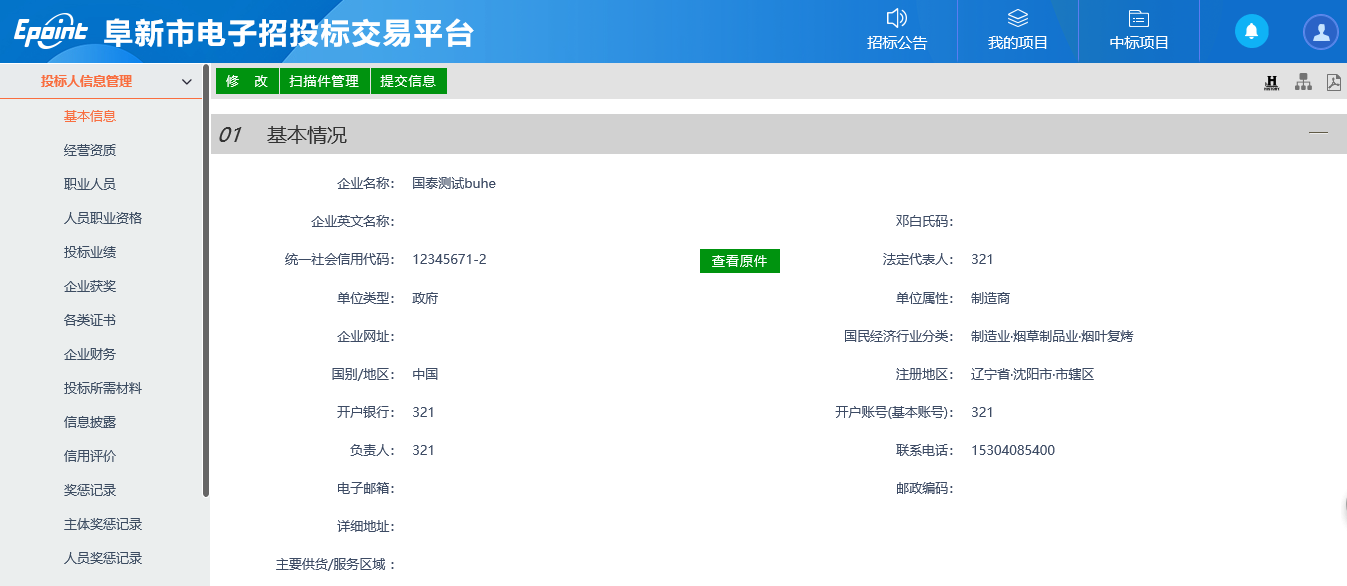 Epoint 阜新市电子招投标交易平台
招标公告 我的项目 中标项目
投标人信息管理
基本信息
经营资质
职业人员
人员职业资格
投标业绩
企业获奖
各类证书
企业财务
投标所需材料
信息披露
信用评价
奖惩记录
主体奖惩记录
人员奖惩记录
修 改 扫描件管理 提交信息
H
HISTORY
01 基本情况
企业名称： 国泰测试buhe
企业英文名称： 邓白氏码：
统一社会信用代码： 12345671-2 查看原件 法定代表人： 321
单位类型： 政府 单位属性： 制造商
企业网址： 国民经济行业分类： 制造业·烟草制品业·烟叶复烤
国别/地区： 中国 注册地区： 辽宁省·沈阳市·市辖区
开户银行： 321 开户账号(基本账号)： 321
负责人： 321 联系电话： 15304085400
电子邮箱： 邮政编码：
详细地址：
主要供货/服务区域 ：